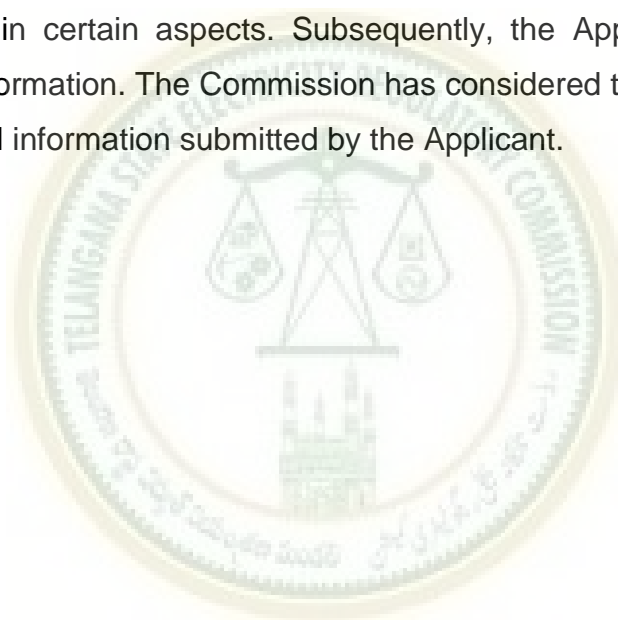 in certain aspects. Subsequently, the App
ormation. The Commission has considered t
l information submitted by the Applicant.
TELANGANA STATE ELECTRICITY REGULATORY COMMISSION